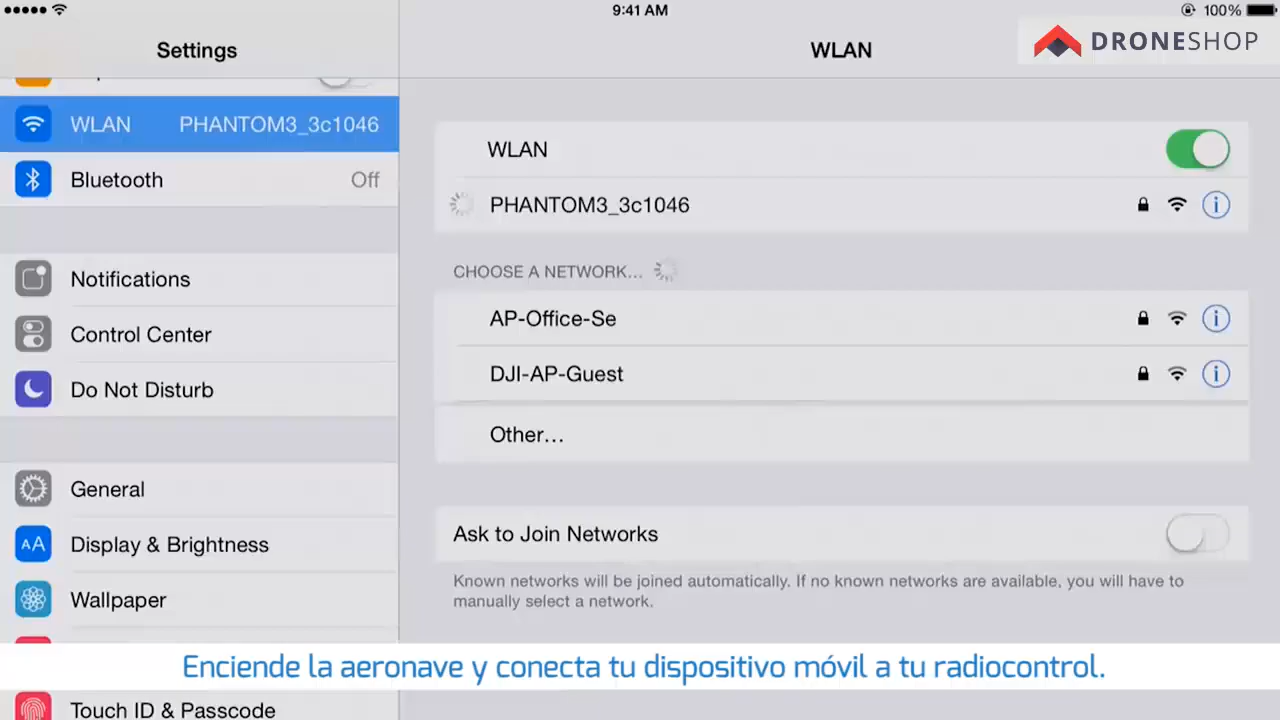 9:41 AM
100%
Settings
WLAN
DRONESHOP
WLAN PHANTOM3_3c1046
Bluetooth Off
Notifications
Control Center
Do Not Disturb
General
Display & Brightness
Wallpaper
Touch ID & Passcode
WLAN
PHANTOM3_3c1046
CHOOSE A NETWORK...
AP-Office-Se
DJI-AP-Guest
Other...
Ask to Join Networks
Known networks will be joined automatically. If no known networks are available, you will have to
manually select a network.
Enciende la aeronave y conecta tu dispositivo móvil a tu radiocontrol.